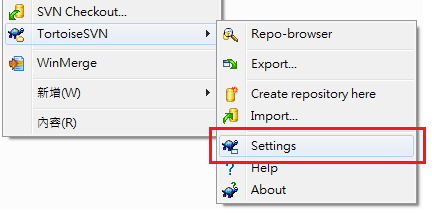 SVN Checkout...
TortoiseSVN
WinMerge
新增(W)
內容(R)
Repo-browser
Export...
Create repository here
Import...
Settings
Help
About